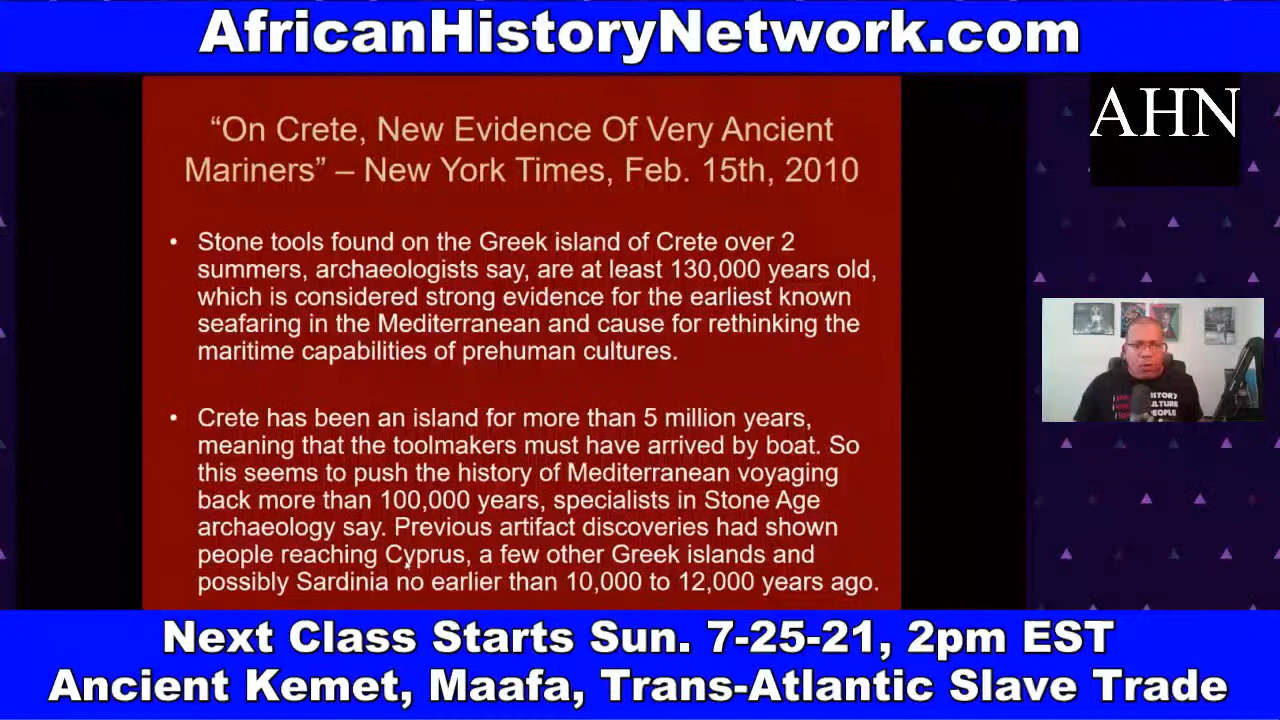 AfricanHistoryNetwork.com
AHN
“On Crete, New Evidence Of Very Ancient
Mariners” – New York Times, Feb. 15th, 2010
• Stone tools found on the Greek island of Crete over 2
summers, archaeologists say, are at least 130,000 years old,
which is considered strong evidence for the earliest known
seafaring in the Mediterranean and cause for rethinking the
maritime capabilities of prehuman cultures.
• Crete has been an island for more than 5 million years,
meaning that the toolmakers must have arrived by boat. So
this seems to push the history of Mediterranean voyaging
back more than 100,000 years, specialists in Stone Age
archaeology say. Previous artifact discoveries had shown
people reaching Cyprus, a few other Greek islands and
possibly Sardinia no earlier than 10,000 to 12,000 years ago.
Next Class Starts Sun. 7-25-21, 2pm EST
Ancient Kemet, Maafa, Trans-Atlantic Slave Trade